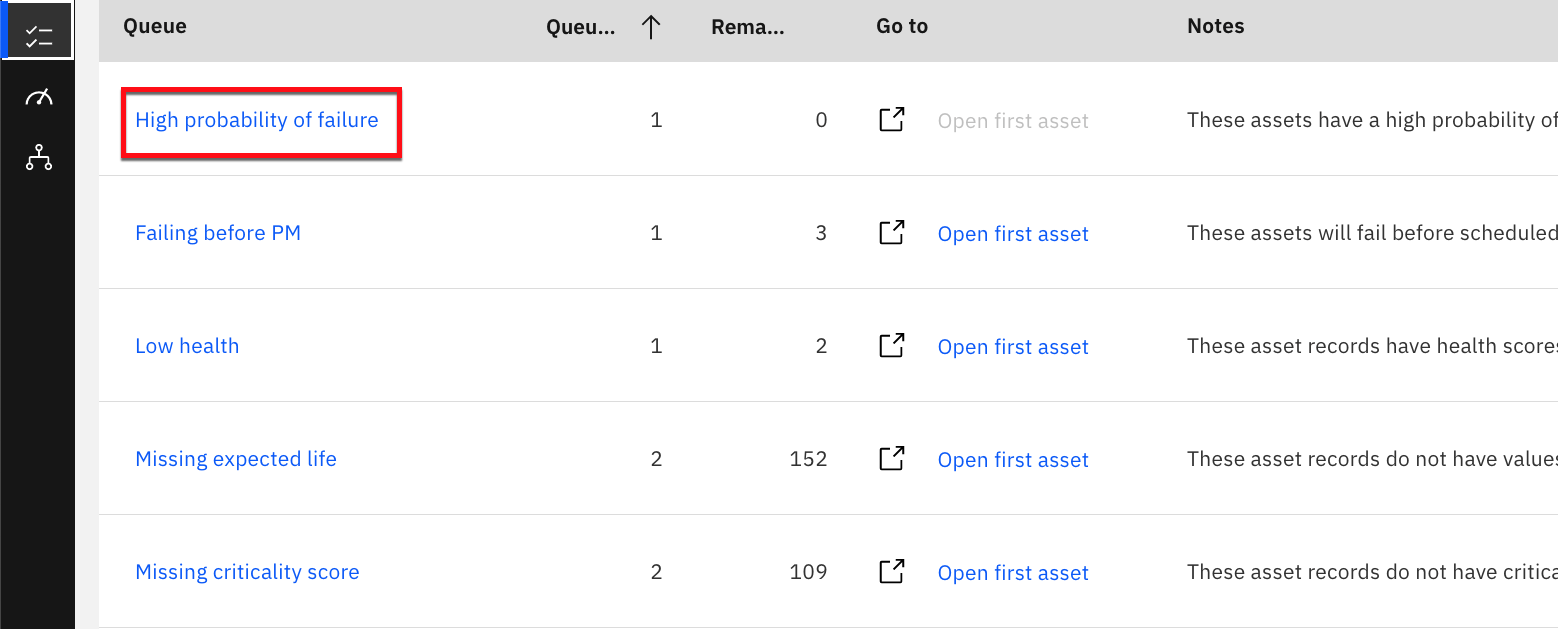 Queue Queu... Rema... Go to Notes
High probability of failure 1 0 Open first asset These assets have a high probability of
Failing before PM 1 3 Open first asset These assets will fail before scheduled
Low health 1 2 Open first asset These asset records have health scores
Missing expected life 2 152 Open first asset These asset records do not have values
Missing criticality score 2 109 Open first asset These asset records do not have critica